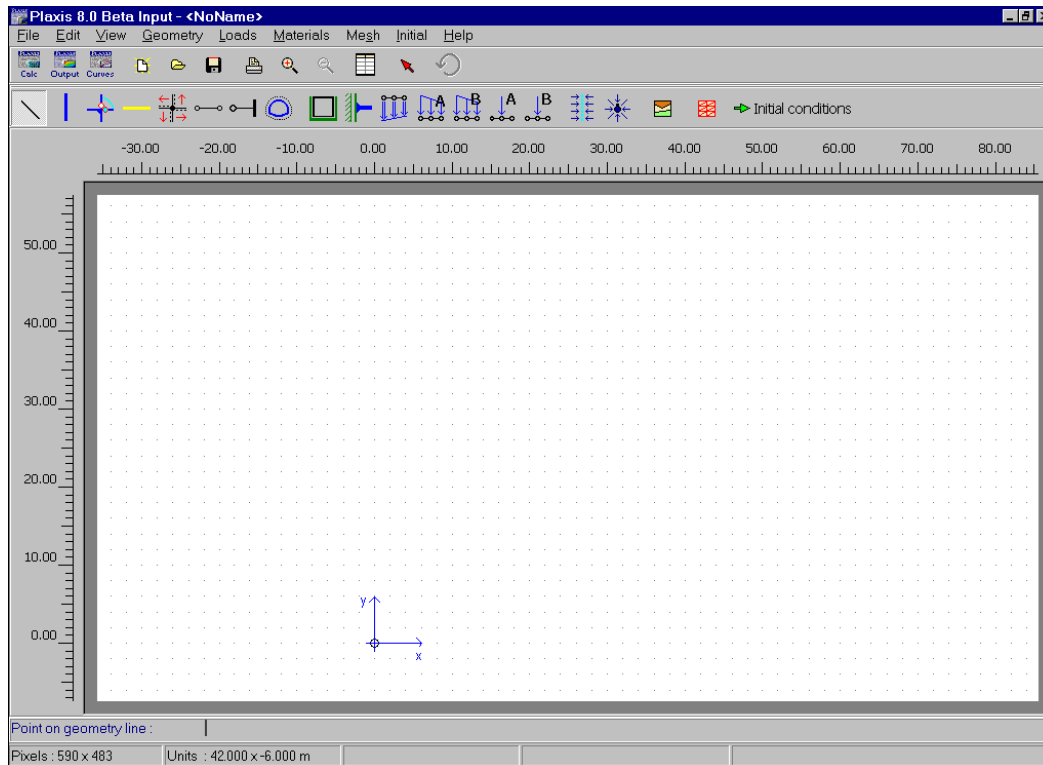 Plaxis 8.0 Beta Input - <NoName>
File Edit View Geometry Loads Materials Mesh Initial Help
Calc Output Curves
A B A B Initial conditions
-30.00 -20.00 -10.00 0.00 10.00 20.00 30.00 40.00 50.00 60.00 70.00 80.00
50.00
40.00
30.00
20.00
10.00
y
0.00
x
Point on geometry line :
Pixels : 590 x 483 Units : 42.000 x -6.000 m